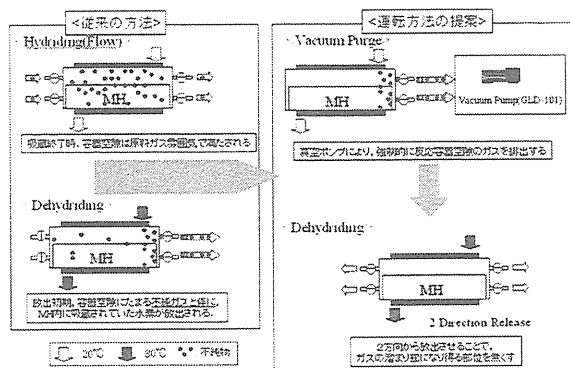 <従来の方法>
Hydriding(Flow)
MH
吸蔵終了時、容器空隙は原料ガス雰囲気で満たされる
Dehydriding
MH
放出初期、容器空隙にたまる不純ガスと伴に、
MH内に吸蔵されていた水素が放出される。
20℃ 80℃ 不純物
<運転方法の提案>
Vacuum Purge
MH
Vacuum Pump(GLD-101)
真空ポンプにより、強制的に反応容器空隙のガスを排出する
Dehydriding
MH
2 Direction Release
2方向から放出させることで、
ガスの溜まり部になり得る部位を無くす